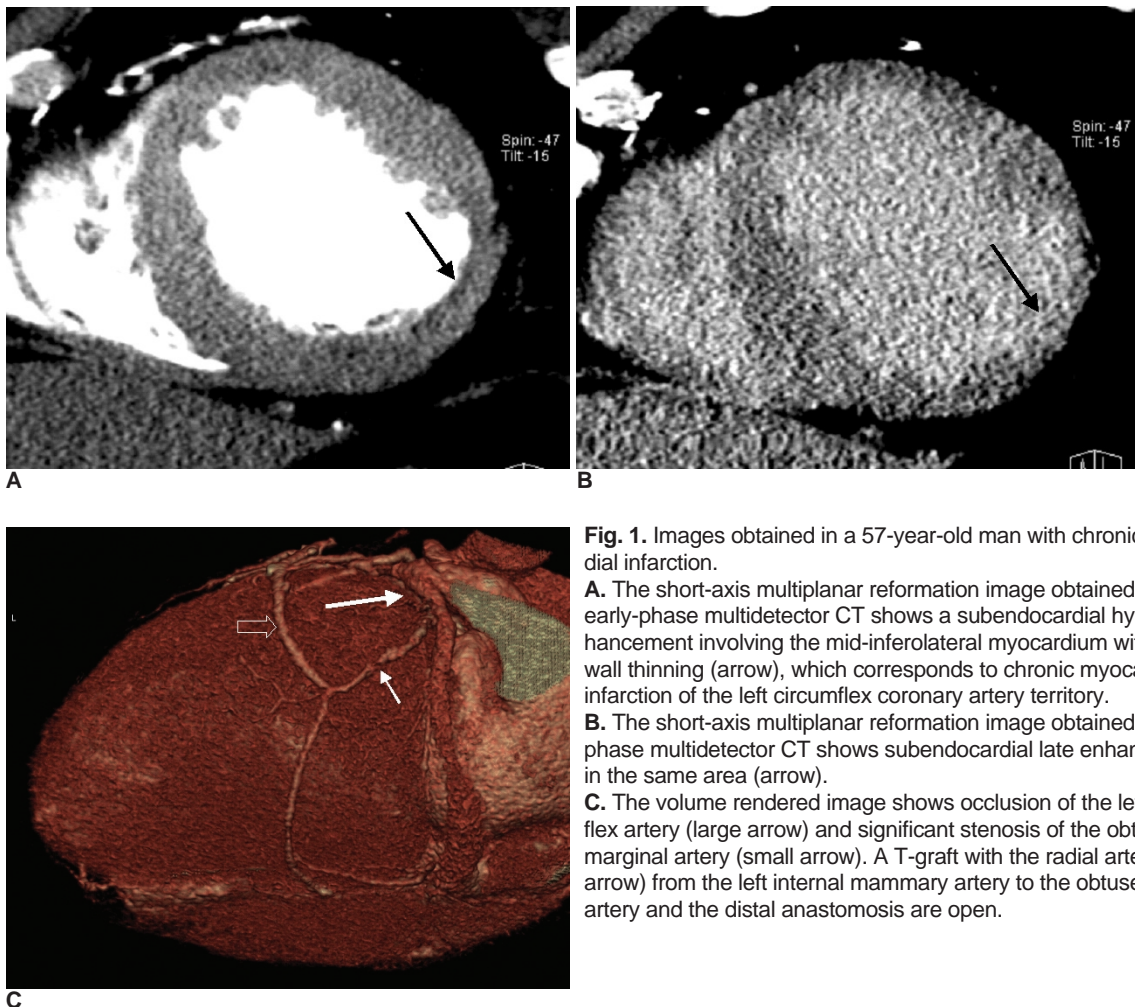 Spin: -47
Tilt: -15
Spin: -47
Tilt: -15
A
B
L
C
Fig. 1. Images obtained in a 57-year-old man with chronic
dial infarction.
A. The short-axis multiplanar reformation image obtained
early-phase multidetector CT shows a subendocardial hy
hancement involving the mid-inferolateral myocardium wi
wall thinning (arrow), which corresponds to chronic myoca
infarction of the left circumflex coronary artery territory.
B. The short-axis multiplanar reformation image obtained
phase multidetector CT shows subendocardial late enhan
in the same area (arrow).
C. The volume rendered image shows occlusion of the le
flex artery (large arrow) and significant stenosis of the obt
marginal artery (small arrow). A T-graft with the radial arte
arrow) from the left internal mammary artery to the obtuse
artery and the distal anastomosis are open.